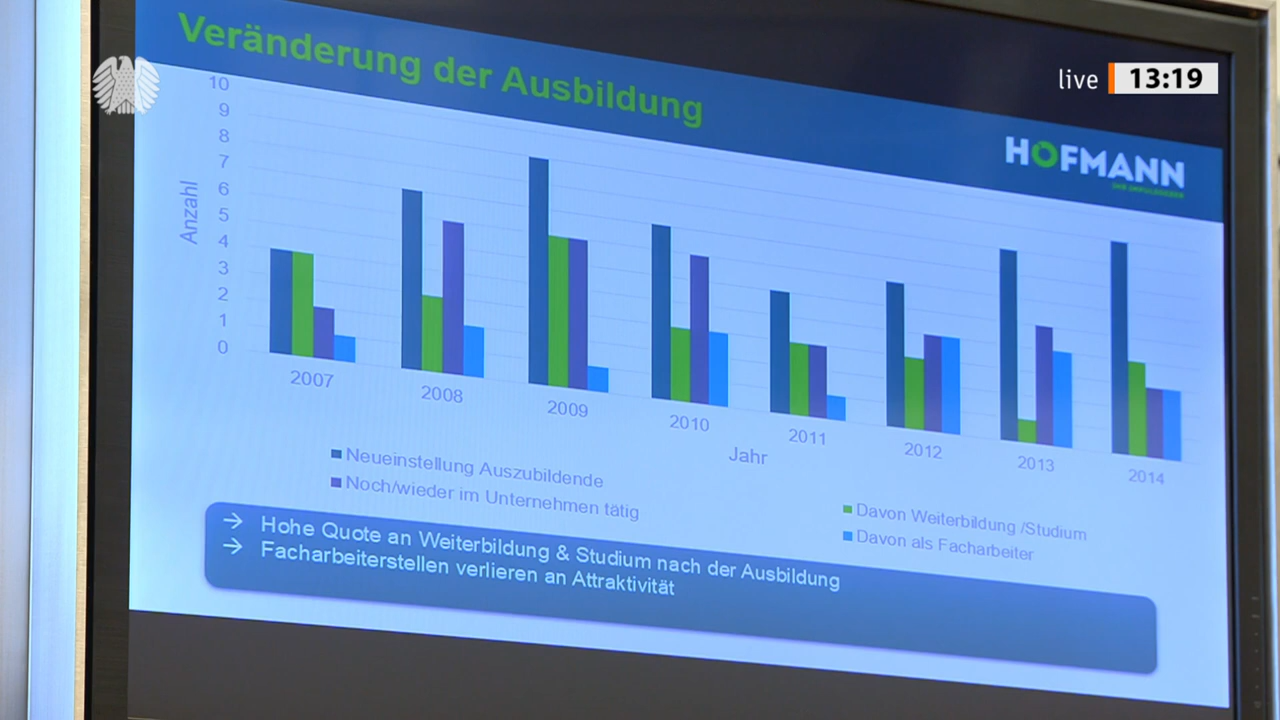 live 13:19
Veränderung der Ausbildung
HOFMANN
IHR IMPULSGEBER
Anzahl
10
9
8
7
6
5
4
3
2
1
0
2007 2008 2009 2010 2011 2012 2013 2014
Jahr
Neueinstellung Auszubildende
Davon Weiterbildung /Studium
Noch/wieder im Unternehmen tätig
Davon als Facharbeiter
→ Hohe Quote an Weiterbildung & Studium nach der Ausbildung
→ Facharbeiterstellen verlieren an Attraktivität